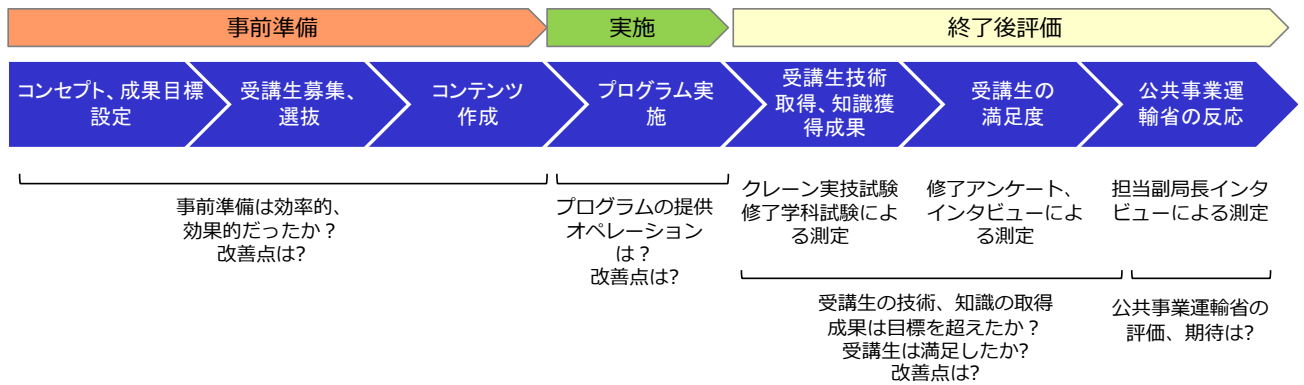 事前準備
実施
終了後評価
コンセプト、成果目標
設定
受講生募集、
選抜
コンテンツ
作成
プログラム実
施
受講生技術
取得、知識獲
得成果
受講生の
満足度
公共事業運
輸省の反応
事前準備は効率的、
効果的だったか？
改善点は?
プログラムの提供
オペレーション
は？
改善点は?
クレーン実技試験
修了学科試験によ
る測定
修了アンケート、
インタビューによ
る測定
担当副局長インタ
ビューによる測定
受講生の技術、知識の取得
成果は目標を超えたか？
受講生は満足したか?
改善点は?
公共事業運輸省の
評価、期待は?